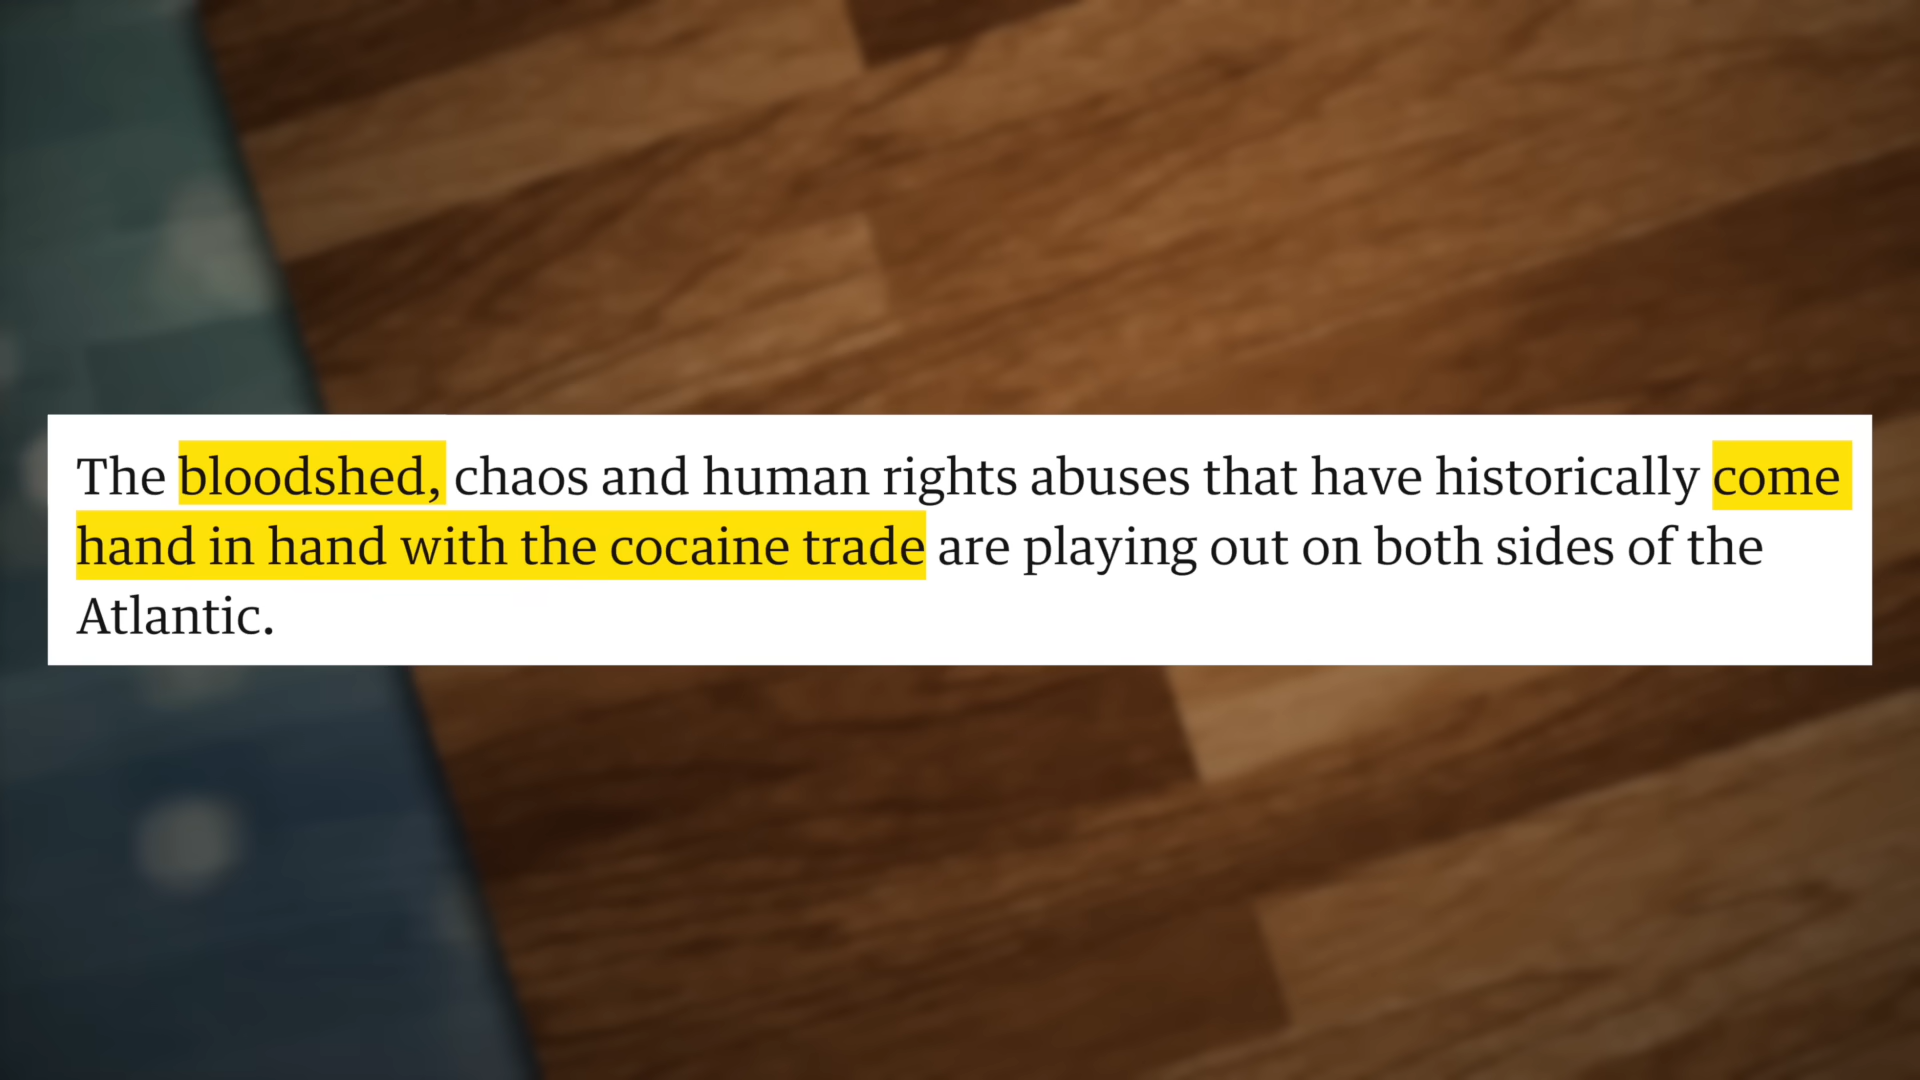 The bloodshed, chaos and human rights abuses that have historically come
hand in hand with the cocaine trade are playing out on both sides of the
Atlantic.